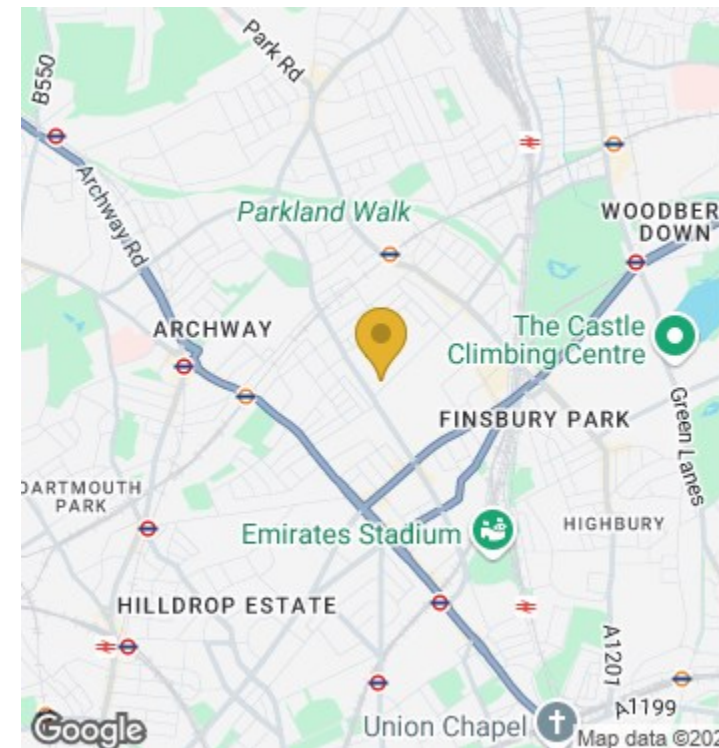 B550
Park Rd
Archway Rd
Parkland Walk
WOODBER
DOWN
ARCHWAY
The Castle
Climbing Centre
FINSBURY PARK
Green Lanes
DARTMOUTH
PARK
Emirates Stadium
HIGHBURY
HILLDROP ESTATE
A1201
A1199
Union Chapel
Google
Map data ©202